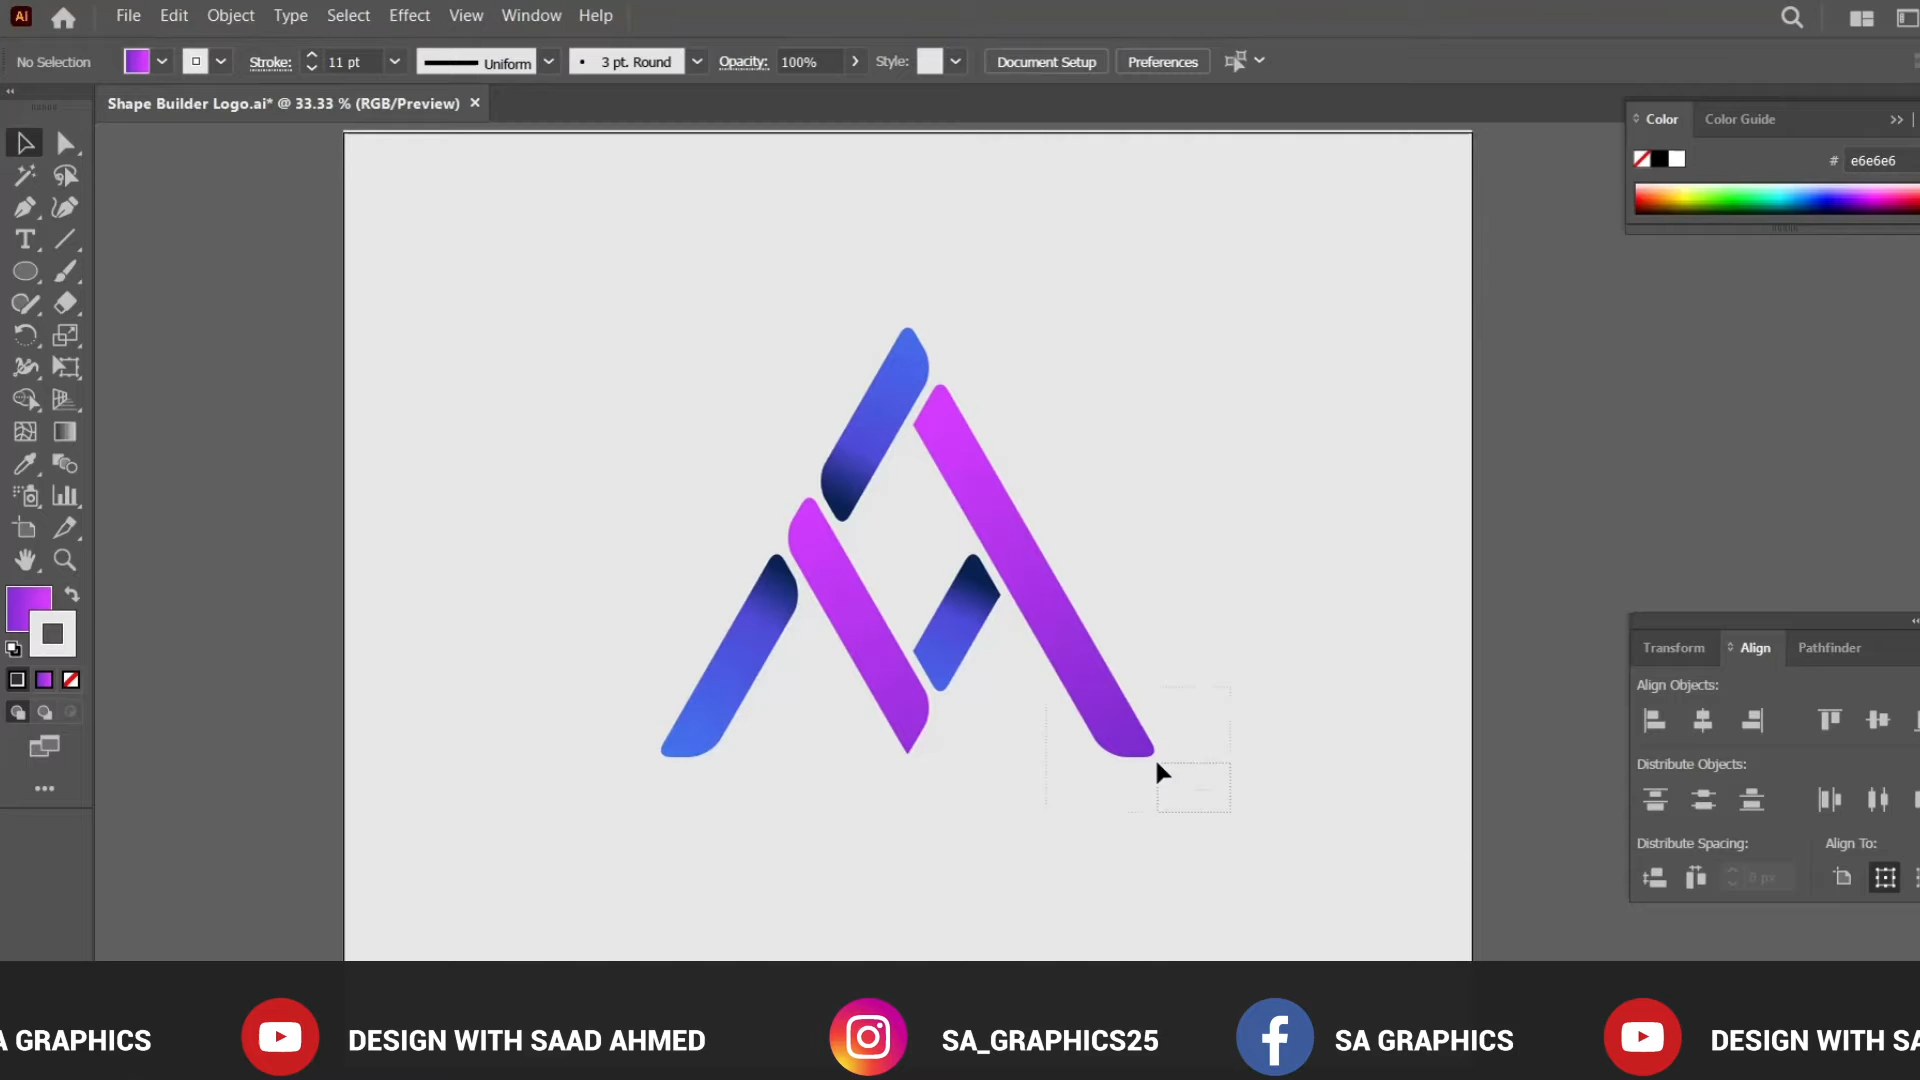 Ai File Edit Object Type Select Effect View Window Help
No Selection Stroke: 11 pt Uniform 3 pt. Round Opacity: 100% Style: Document Setup Preferences
Shape Builder Logo.ai* @ 33.33 % (RGB/Preview) ×
Color Color Guide
# e6e6e6
Transform Align Pathfinder
Align Objects:
Distribute Objects:
Distribute Spacing: Align To:
0 px
A GRAPHICS DESIGN WITH SAAD AHMED SA_GRAPHICS25 SA GRAPHICS DESIGN WITH SA